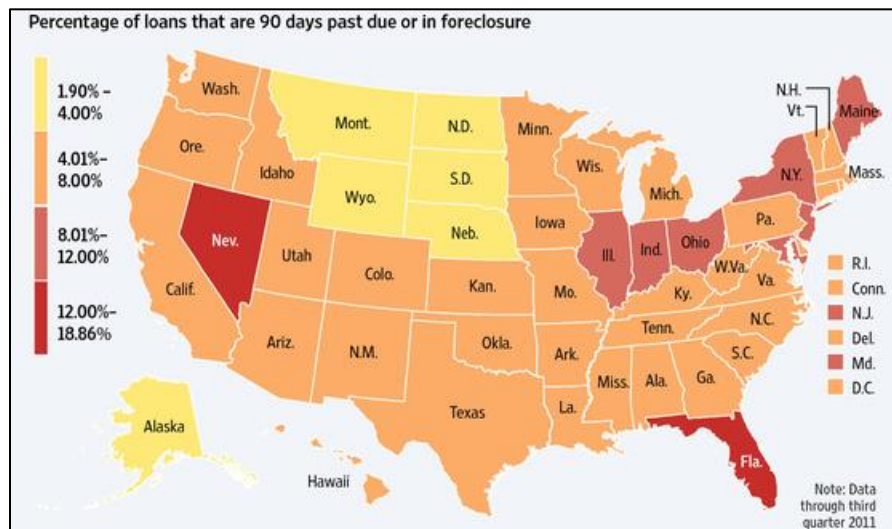 Percentage of loans that are 90 days past due or in foreclosure
1.90% –
4.00%
4.01% –
8.00%
8.01%–
12.00%
12.00%–
18.86%
Wash.
Ore.
Idaho
Mont.
N.D.
Minn.
Wis.
Mich.
N.H.
Vt.
Maine
N.Y.
Mass.
Wyo.
S.D.
Nev.
Utah
Colo.
Neb.
Iowa
Ill.
Ind.
Ohio
Pa.
Calif.
Kan.
Mo.
Ky.
W.Va.
Va.
Ariz.
N.M.
Okla.
Ark.
Tenn.
N.C.
S.C.
Texas
La.
Miss.
Ala.
Ga.
Fla.
Alaska
Hawaii
R.I.
Conn.
N.J.
Del.
Md.
D.C.
Note: Data
through third
quarter 2011